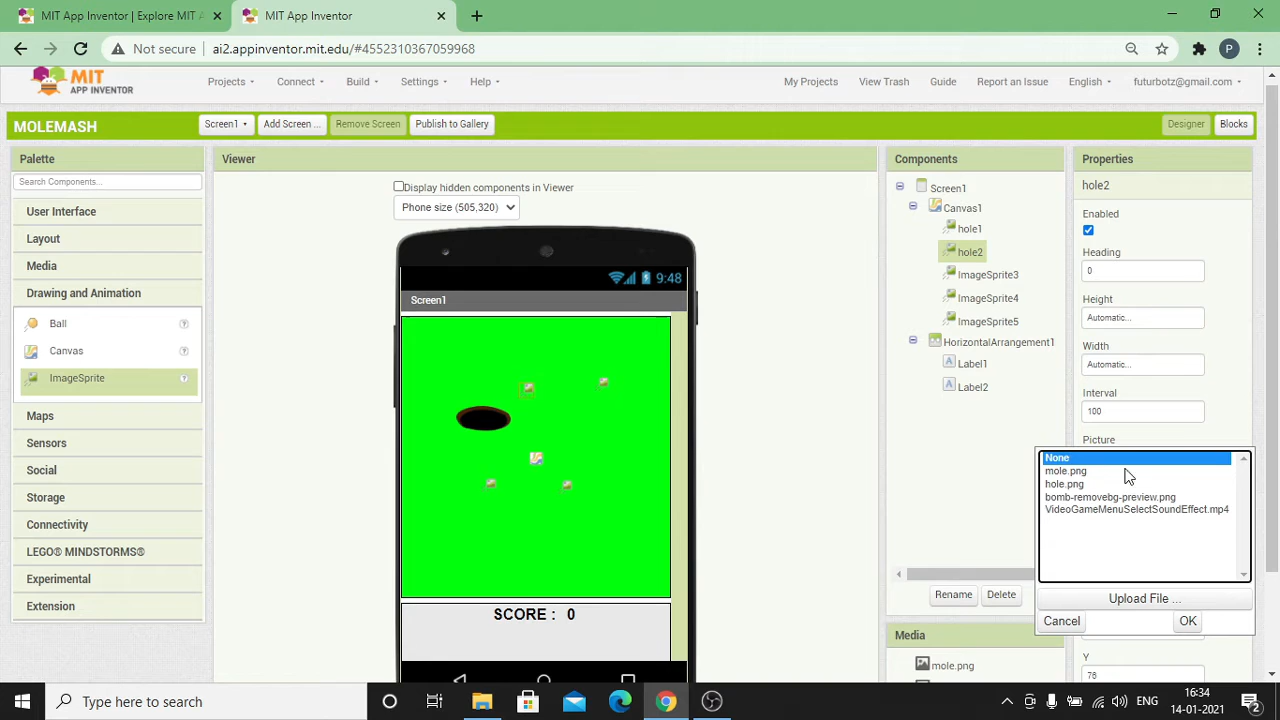 MIT App Inventor | Explore MIT A
MIT App Inventor
Not secure
ai2.appinventor.mit.edu/#4552310367059968
P
MIT
APP INVENTOR
Projects
Connect
Build
Settings
Help
My Projects
View Trash
Guide
Report an Issue
English
futurbotz@gmail.com
MOLEMASH
Screen1
Add Screen ...
Remove Screen
Publish to Gallery
Designer
Blocks
Palette
Search Components...
User Interface
Layout
Media
Drawing and Animation
Ball
Canvas
ImageSprite
Maps
Sensors
Social
Storage
Connectivity
LEGO® MINDSTORMS®
Experimental
Extension
Viewer
Display hidden components in Viewer
Phone size (505,320)
9:48
Screen1
SCORE : 0
Components
Screen1
Canvas1
hole1
hole2
ImageSprite3
ImageSprite4
ImageSprite5
HorizontalArrangement1
Label1
Label2
Rename
Delete
Media
mole.png
Properties
hole2
Enabled
Heading
0
Height
Automatic...
Width
Automatic...
Interval
100
Picture
None
mole.png
hole.png
bomb-removebg-preview.png
VideoGameMenuSelectSoundEffect.mp4
Upload File ...
Cancel
OK
Y
76
Type here to search
ENG
16:34
14-01-2021
2